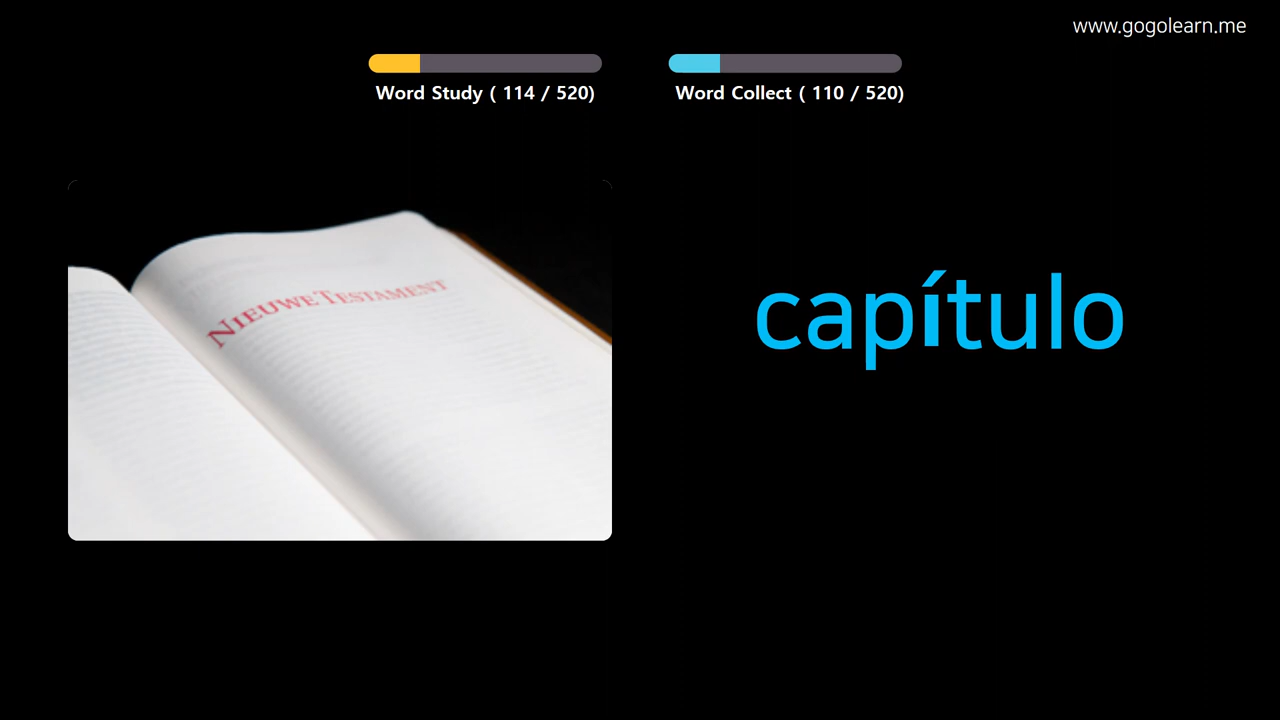 www.gogolearn.me
Word Study ( 114 / 520)
Word Collect ( 110 / 520)
NIEUWE TESTAMENT
capítulo